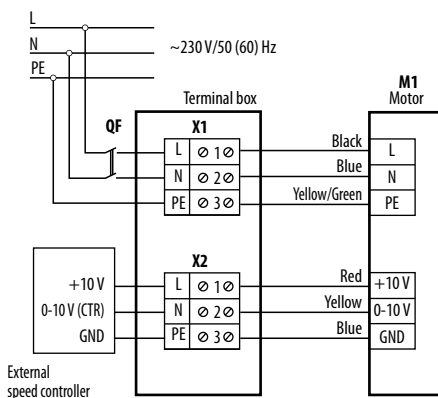 L
N
~230 V/50 (60) Hz
PE
M1
Terminal box
Motor
QF
X1
L 1 Black L
N 2 Blue N
PE 3 Yellow/Green PE
X2
+10 V L 1 Red +10 V
0-10 V (CTR) N 2 Yellow 0-10 V
GND PE 3 Blue GND
External
speed controller